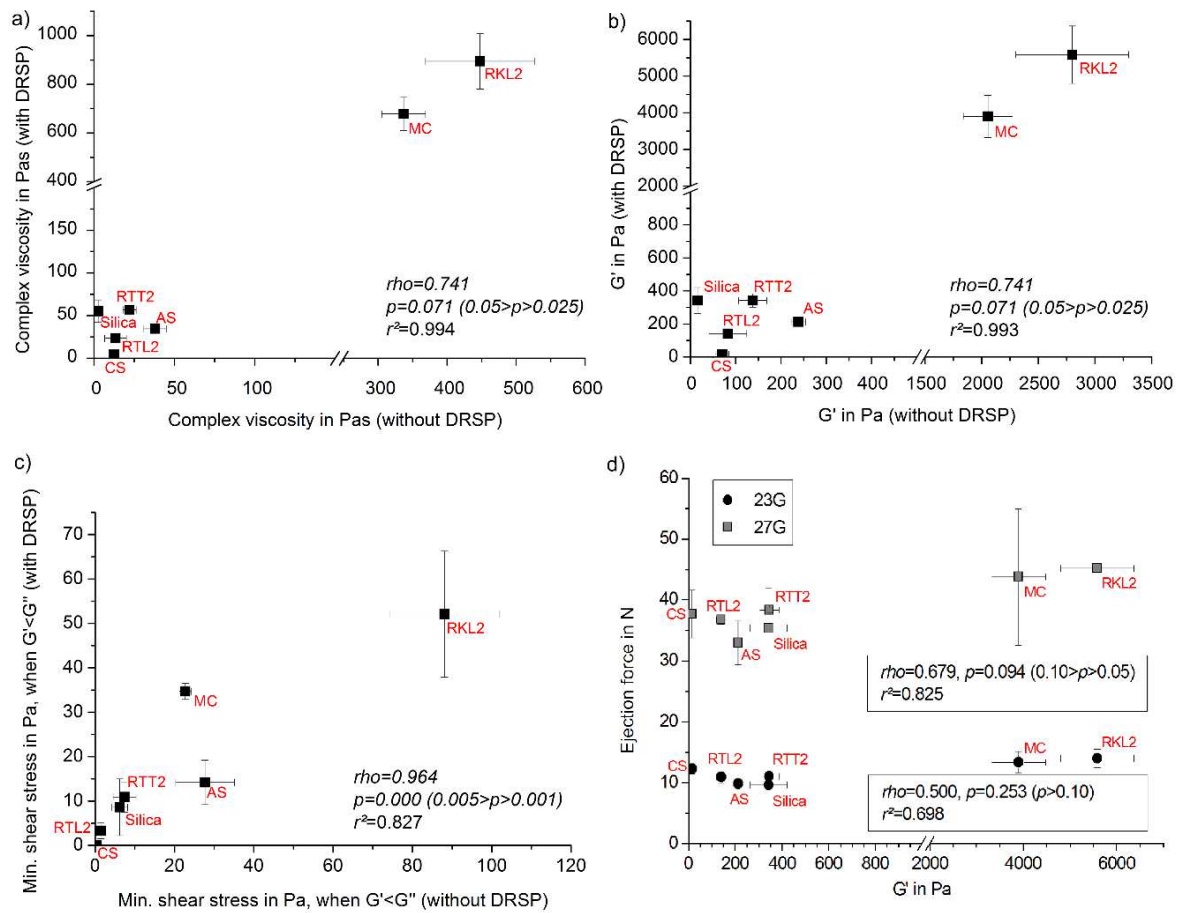 a)
Complex viscosity in Pas (with DRSP)
1000
800
600
400
150
100
50
0
RKL2
MC
RTT2
Silica
AS
RTL2
CS
rho=0.741
p=0.071 (0.05>p>0.025)
r²=0.994
0 50 100 300 400 500 600
Complex viscosity in Pas (without DRSP)
b)
G' in Pa (with DRSP)
6000
5000
4000
3000
2000
800
600
400
200
0
RKL2
MC
Silica
RTT2
RTL2
AS
CS
rho=0.741
p=0.071 (0.05>p>0.025)
r²=0.993
0 100 200 300 400 1500 2000 2500 3000 3500
G' in Pa (without DRSP)
c)
Min. shear stress in Pa, when G'<G'' (with DRSP)
70
60
50
40
30
20
10
0
RKL2
MC
RTT2
AS
Silica
RTL2
CS
rho=0.964
p=0.000 (0.005>p>0.001)
r²=0.827
0 20 40 60 80 100 120
Min. shear stress in Pa, when G'<G'' (without DRSP)
d)
Ejection force in N
60
50
40
30
20
10
0
23G
27G
MC
RKL2
CS
RTL2
RTT2
AS
Silica
rho=0.679, p=0.094 (0.10>p>0.05)
r²=0.825
MC
RKL2
CS
RTL2
RTT2
AS
Silica
rho=0.500, p=0.253 (p>0.10)
r²=0.698
0 200 400 600 800 2000 4000 6000
G' in Pa